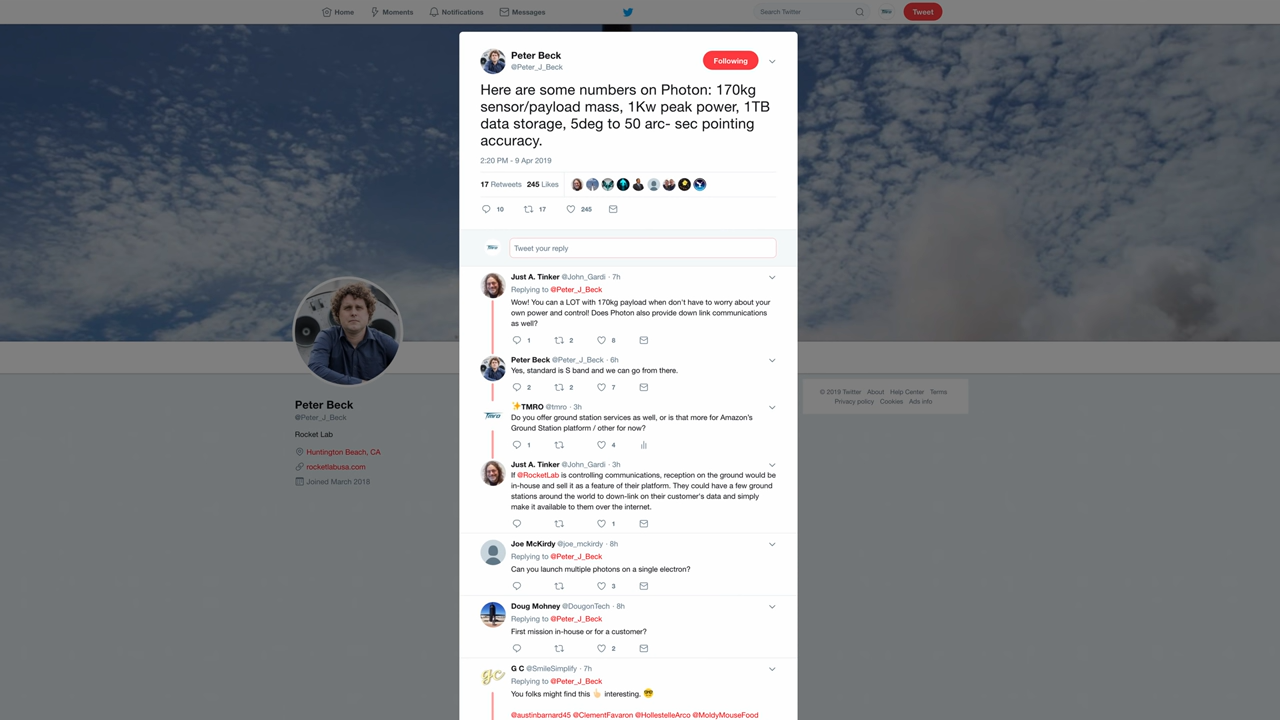 Home
Moments
Notifications
Messages
Search Twitter
Tweet
Peter Beck
@Peter_J_Beck
Following
Here are some numbers on Photon: 170kg
sensor/payload mass, 1Kw peak power, 1TB
data storage, 5deg to 50 arc- sec pointing
accuracy.
2:20 PM - 9 Apr 2019
17 Retweets 245 Likes
10 17 245
Tweet your reply
Just A. Tinker @John_Gardi · 7h
Replying to @Peter_J_Beck
Wow! You can a LOT with 170kg payload when don't have to worry about your
own power and control! Does Photon also provide down link communications
as well?
1 2 8
Peter Beck @Peter_J_Beck · 6h
Yes, standard is S band and we can go from there.
2 2 7
✨TMRO @tmro · 3h
Do you offer ground station services as well, or is that more for Amazon's
Ground Station platform / other for now?
1 4
Just A. Tinker @John_Gardi · 3h
If @RocketLab is controlling communications, reception on the ground would be
in-house and sell it as a feature of their platform. They could have a few ground
stations around the world to down-link on their customer's data and simply
make it available to them over the internet.
1
Joe McKirdy @joe_mckirdy · 8h
Replying to @Peter_J_Beck
Can you launch multiple photons on a single electron?
3
Doug Mohney @DougonTech · 8h
Replying to @Peter_J_Beck
First mission in-house or for a customer?
2
G C @SmileSimplify · 7h
Replying to @Peter_J_Beck
You folks might find this 👆🏻 interesting. 🤓
@austinbarnard45 @ClementFavaron @HollestelleArco @MoldyMouseFood
Peter Beck
@Peter_J_Beck
Rocket Lab
Huntington Beach, CA
rocketlabusa.com
Joined March 2018
© 2019 Twitter About Help Center Terms
Privacy policy Cookies Ads info
TMRO
gc